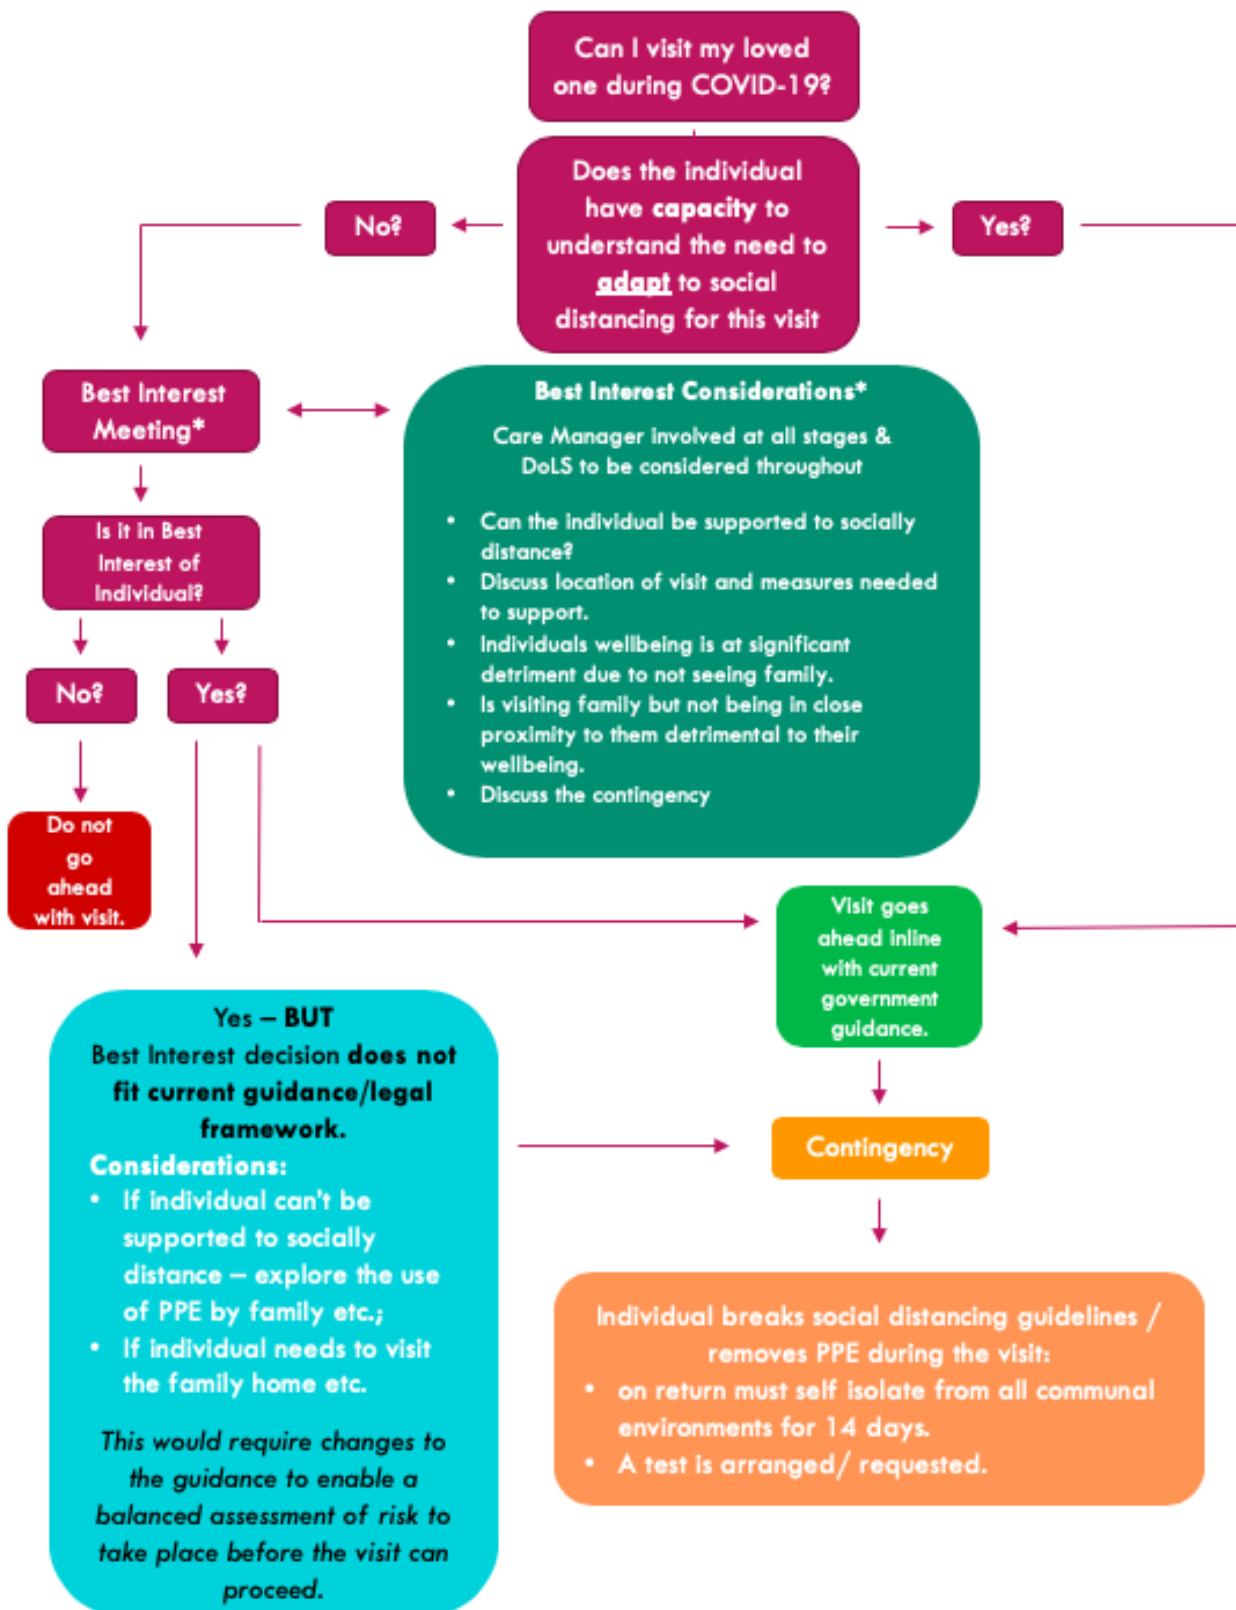 Can I visit my loved
one during COVID-19?
Does the individual
have capacity to
understand the need to
adapt to social
distancing for this visit
No?
Yes?
Best Interest
Meeting*
Best Interest Considerations*
Care Manager involved at all stages &
DoLS to be considered throughout
• Can the individual be supported to socially
distance?
• Discuss location of visit and measures needed
to support.
• Individuals wellbeing is at significant
detriment due to not seeing family.
• Is visiting family but not being in close
proximity to them detrimental to their
wellbeing.
• Discuss the contingency
Is it in Best
Interest of
Individual?
No?
Yes?
Do not
go
ahead
with visit.
Visit goes
ahead inline
with current
government
guidance.
Yes – BUT
Best Interest decision does not
fit current guidance/legal
framework.
Considerations:
• If individual can't be
supported to socially
distance – explore the use
of PPE by family etc.;
• If individual needs to visit
the family home etc.
This would require changes to
the guidance to enable a
balanced assessment of risk to
take place before the visit can
proceed.
Contingency
Individual breaks social distancing guidelines /
removes PPE during the visit:
• on return must self isolate from all communal
environments for 14 days.
• A test is arranged/ requested.